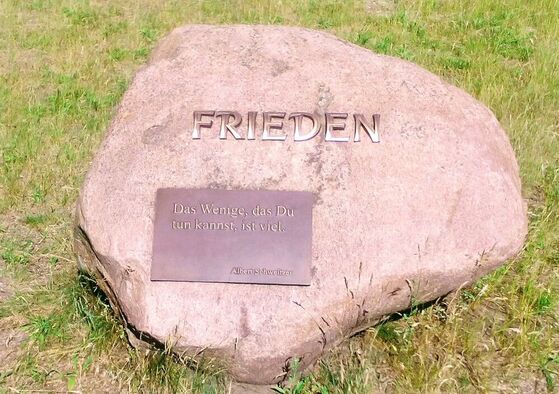 FRIEDEN
Das Wenige, das Du
tun kannst, ist viel.
Albert Schweitzer